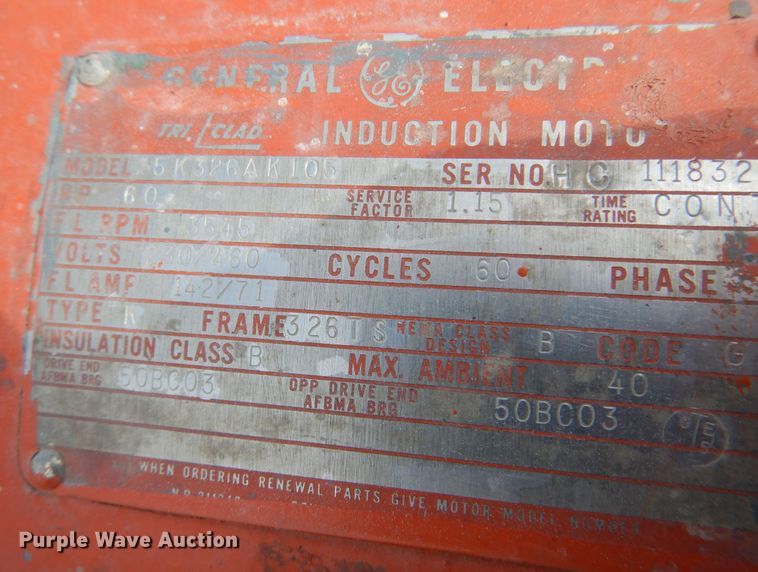 GENERAL GE ELECTR
TRI CLAD INDUCTION MOTO
MODEL 5K326AK105 SER NO. HC 111832
HP 60 SERVICE FACTOR 1.15 TIME RATING CON
FL RPM
VOLTS 230/460 CYCLES 60 PHASE
FL AMP 142/71
TYPE K FRAME 326TS NEMA CLASS DESIGN B CODE G
INSULATION CLASS B MAX. AMBIENT 40
DRIVE END AFBMA BRG 50BC03 OPP DRIVE END AFBMA BRG 50BC03
WHEN ORDERING RENEWAL PARTS GIVE MOTOR MODEL NUMBER
Purple Wave Auction